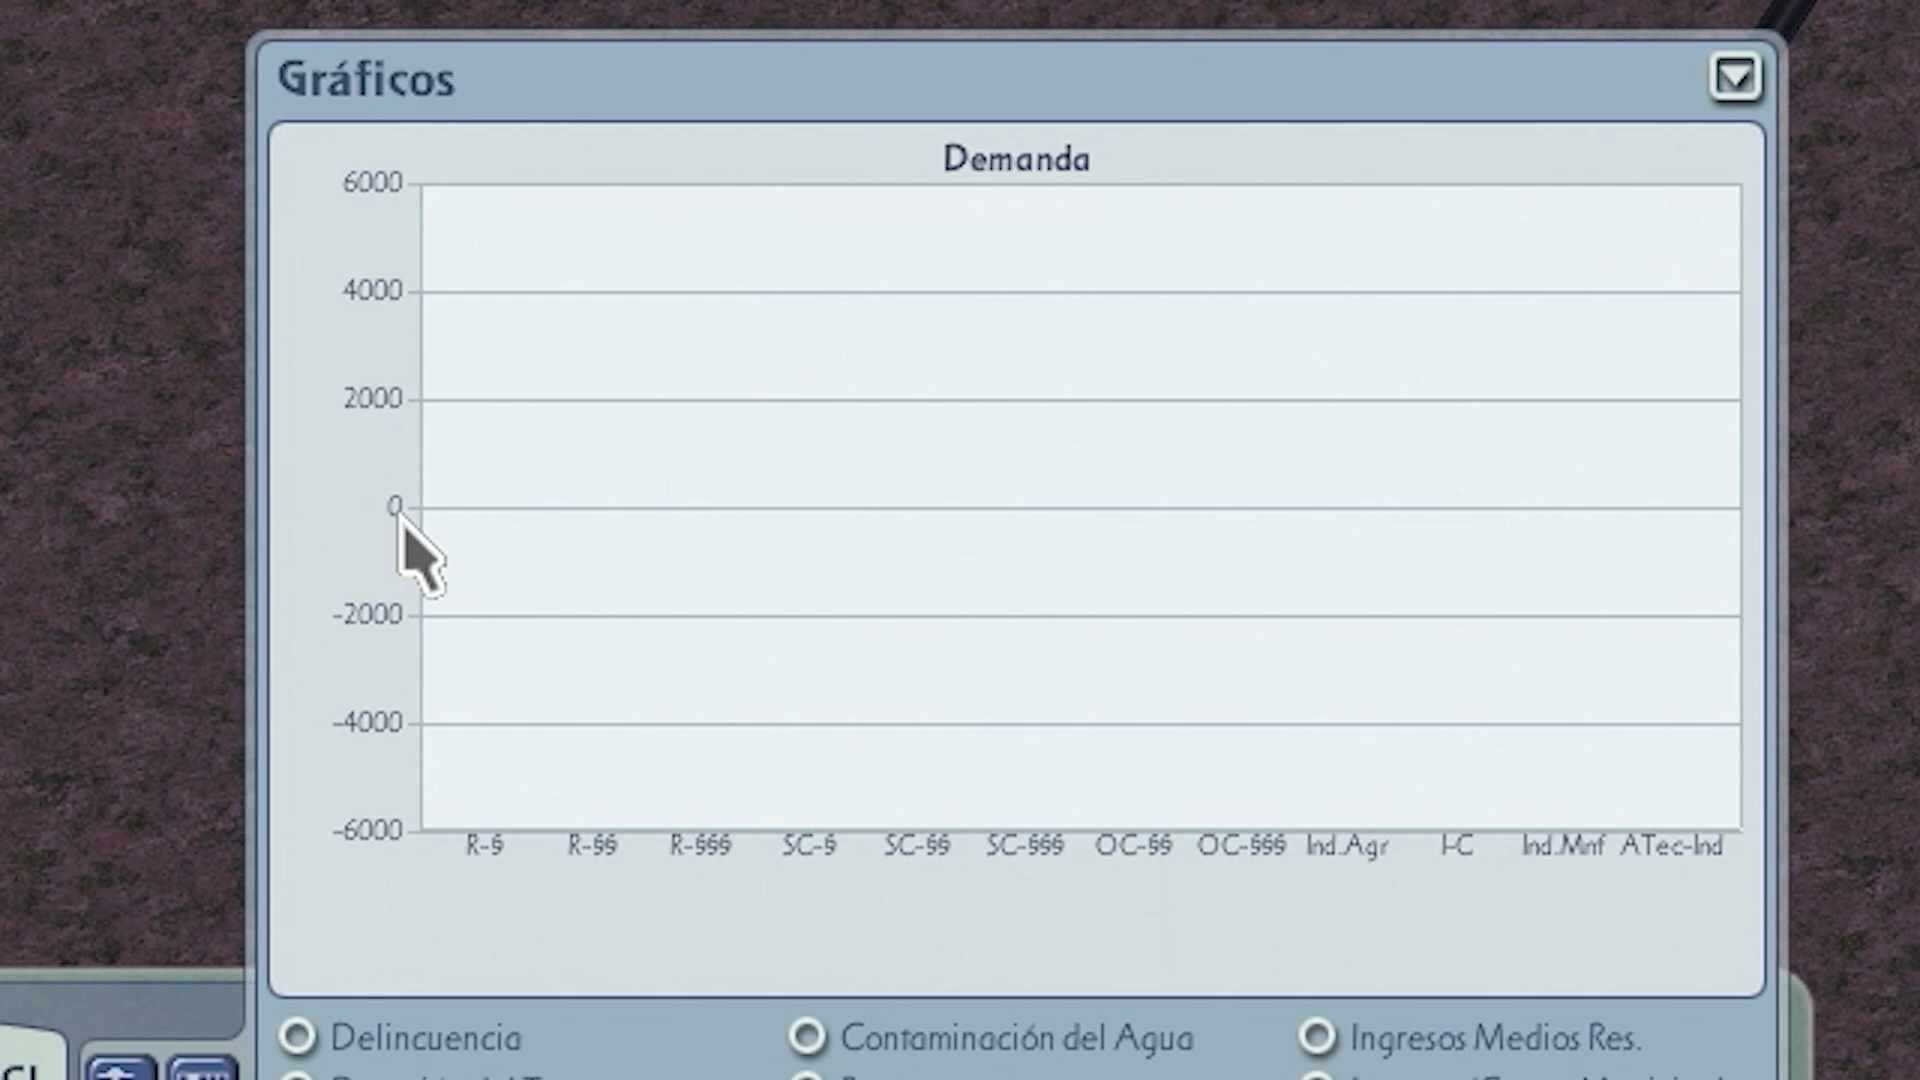 Gráficos
Demanda
6000
4000
2000
0
-2000
-4000
-6000
R-§ R-§§ R-§§§ SC-§ SC-§§ SC-§§§ OC-§§ OC-§§§ Ind.Agr I-C Ind.Mnf ATec-Ind
Delincuencia Contaminación del Agua Ingresos Medios Res.